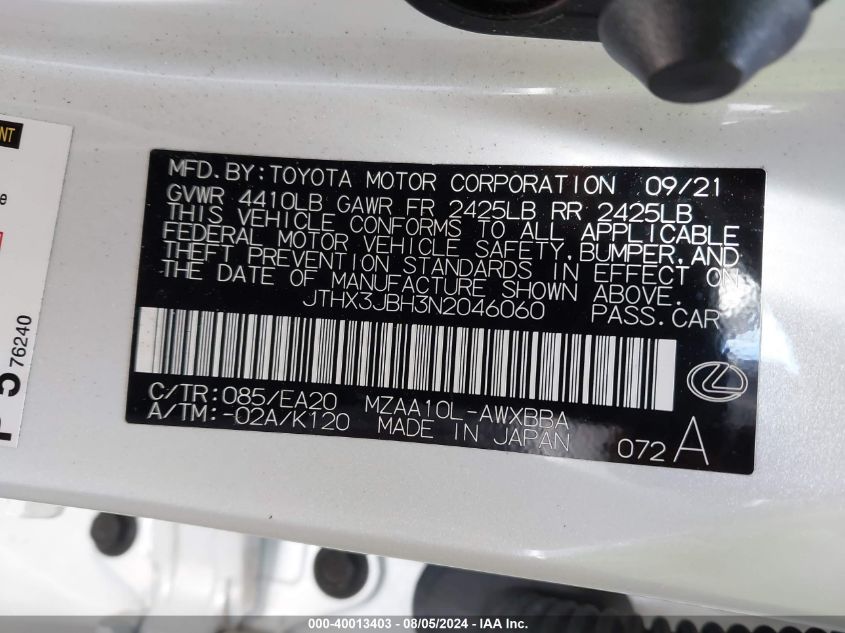 NT
e
P 5 76240
MFD. BY: TOYOTA MOTOR CORPORATION 09/21
GVWR 4410LB GAWR FR 2425LB RR 2425LB
THIS VEHICLE CONFORMS TO ALL APPLICABLE
FEDERAL MOTOR VEHICLE SAFETY, BUMPER, AND
THEFT PREVENTION STANDARDS IN EFFECT ON
THE DATE OF MANUFACTURE SHOWN ABOVE.
JTHX3JBH3N2046060 PASS. CAR
C/TR: 085/EA20 MZAA10L-AWXBBA
A/TM: -02A/K120 MADE IN JAPAN 072 A
000-40013403 - 08/05/2024 - IAA Inc.